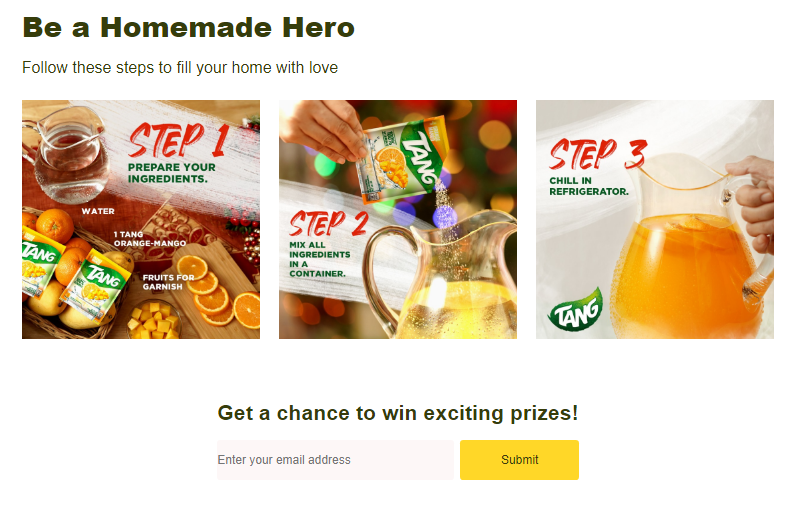 Be a Homemade Hero
Follow these steps to fill your home with love
STEP 1
PREPARE YOUR
INGREDIENTS.
WATER
1 TANG
ORANGE-MANGO
FRUITS FOR
GARNISH
TANG
TANG
STEP 2
MIX ALL
INGREDIENTS
IN A
CONTAINER.
TANG
STEP 3
CHILL IN
REFRIGERATOR.
TANG
Get a chance to win exciting prizes!
Enter your email address
Submit